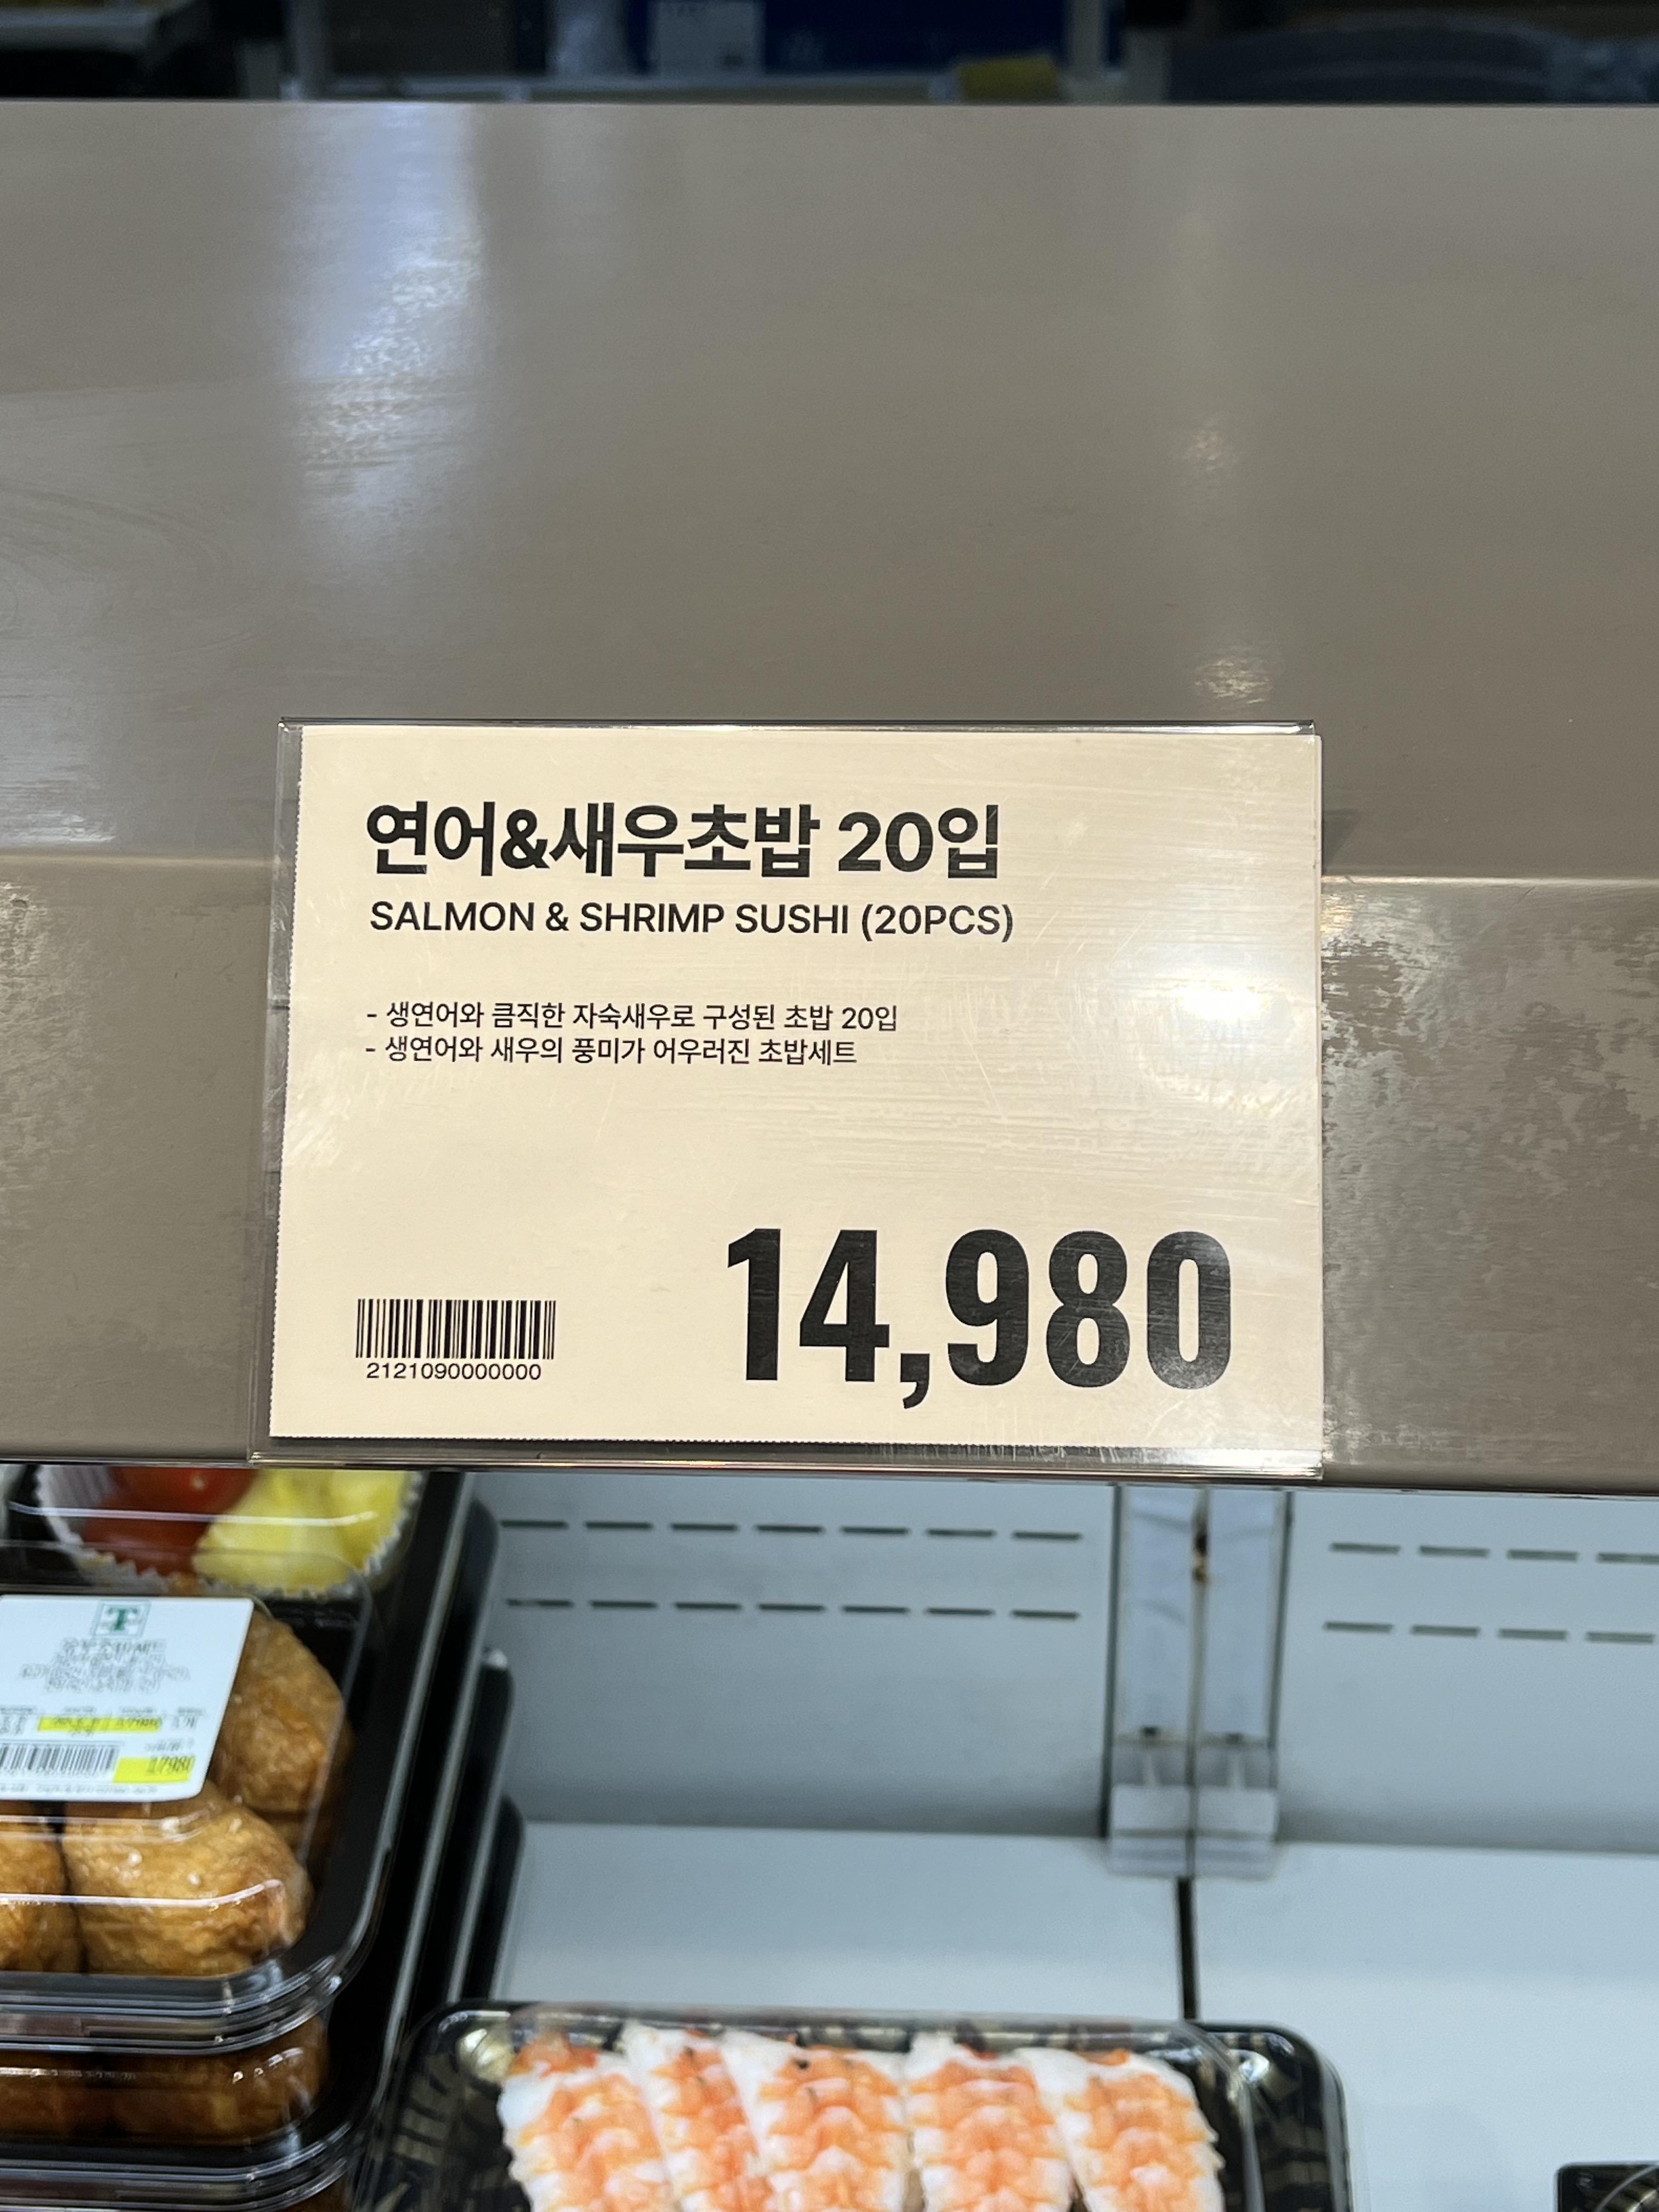 연어&새우초밥 20입
SALMON & SHRIMP SUSHI (20PCS)
- 생연어와 큼직한 자숙새우로 구성된 초밥 20입
- 생연어와 새우의 풍미가 어우러진 초밥세트
14,980
2121090000000
T